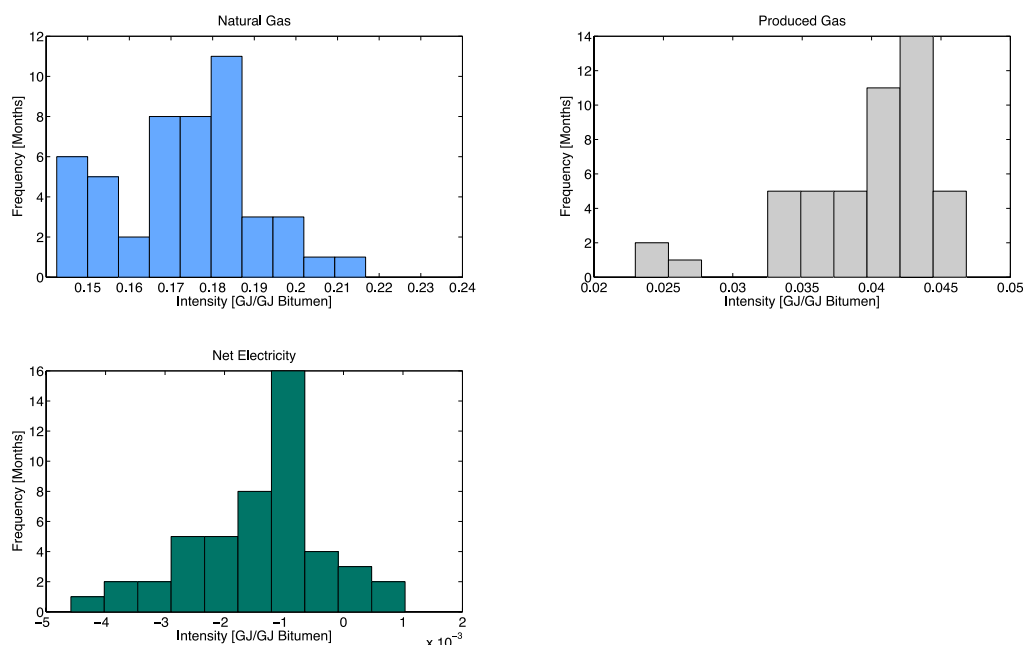 Natural Gas
12
10
8
6
4
2
0
Frequency [Months]
0.15 0.16 0.17 0.18 0.19 0.2 0.21 0.22 0.23 0.24
Intensity [GJ/GJ Bitumen]
Produced Gas
14
12
10
8
6
4
2
0
Frequency [Months]
0.02 0.025 0.03 0.035 0.04 0.045 0.05
Intensity [GJ/GJ Bitumen]
Net Electricity
16
14
12
10
8
6
4
2
0
Frequency [Months]
−5 −4 −3 −2 −1 0 1 2
Intensity [GJ/GJ Bitumen]
x 10⁻³